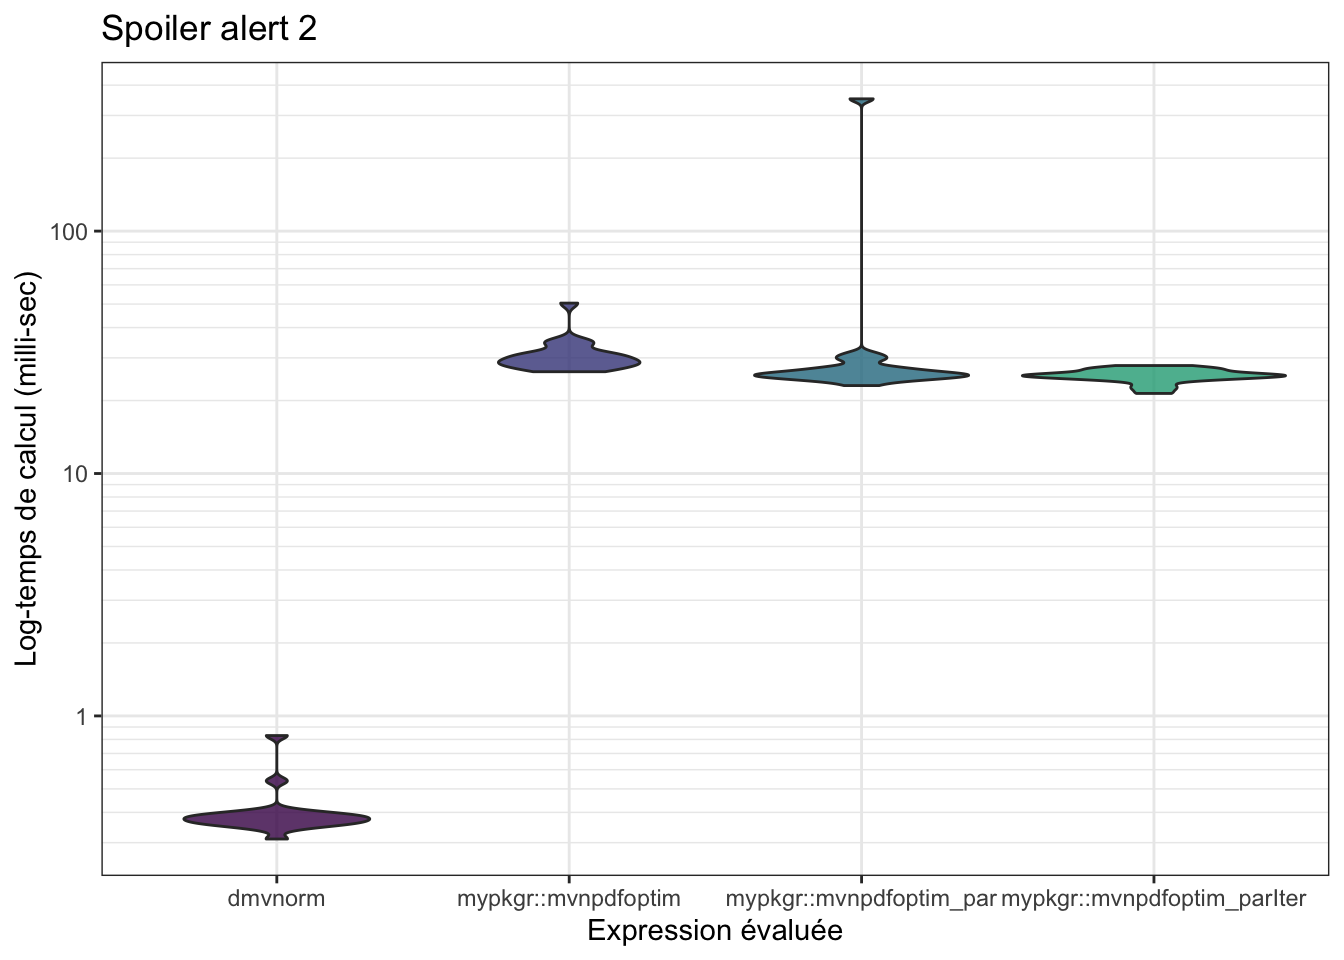 Spoiler alert 2
Log-temps de calcul (milli-sec)
100
10
1
dmvnorm
mypkgr::mvnpdfoptim
mypkgr::mvnpdfoptim_par
mypkgr::mvnpdfoptim_parIter
Expression évaluée